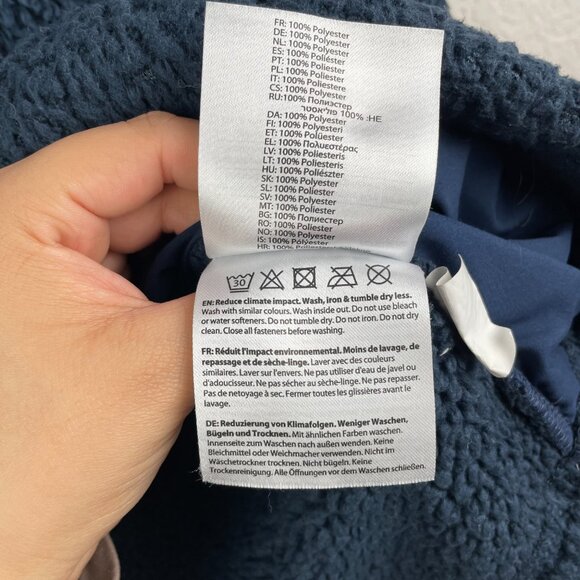 FR: 100% Polyester
DE: 100% Polyester
NL: 100% Polyester
ES: 100% Poliéster
PT: 100% Poliéster
PL: 100% Poliester
IT: 100% Poliestere
CS: 100% Polyester
RU:100% Полиэстер
HE: 100% פוליאסטר
DA: 100% Polyester
FI: 100% Polyesteri
ET: 100% Polüester
EL: 100% Πολυεστέρας
LV: 100% Poliesteris
LT: 100% Poliesteris
HU: 100% Poliészter
SK: 100% Polyester
SL: 100% Poliester
SV: 100% Polyester
MT: 100% Polyester
BG: 100% Полиестер
RO: 100% Poliester
NO: 100% Polyester
IS: 100% Polyester
HR: 100%
30
EN: Reduce climate impact. Wash, iron & tumble dry less.
Wash with similar colours. Wash inside out. Do not use bleach
or water softeners. Do not tumble dry. Do not iron. Do not dry
clean. Close all fasteners before washing.
FR: Réduit l'impact environnemental. Moins de lavage, de
repassage et de sèche-linge. Laver avec des couleurs
similaires. Laver sur l'envers. Ne pas utiliser d'eau de javel ou
d'adoucisseur. Ne pas sécher au sèche-linge. Ne pas repasser.
Pas de nettoyage à sec. Fermer toutes les glissières avant le
lavage.
DE: Reduzierung von Klimafolgen. Weniger Waschen,
Bügeln und Trocknen. Mit ähnlichen Farben waschen.
Innenseite zum Waschen nach außen wenden. Keine
Bleichmittel oder Weichmacher verwenden. Nicht im
Wäschetrockner trocknen. Nicht bügeln. Keine
Trockenreinigung. Alle Öffnungen vor dem Waschen schließen.